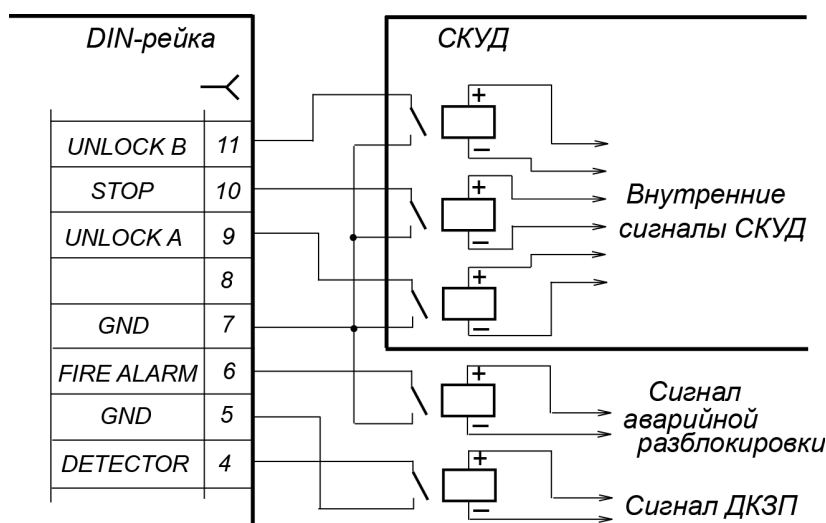 DIN-рейка
СКУД
UNLOCK B 11
STOP 10
UNLOCK A 9
8
GND 7
FIRE ALARM 6
GND 5
DETECTOR 4
+
−
+
−
+
−
Внутренние
сигналы СКУД
+
−
Сигнал
аварийной
разблокировки
+
−
Сигнал ДКЗП